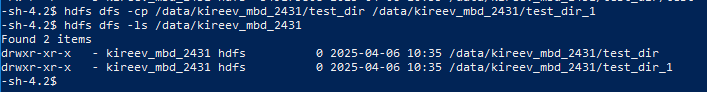 -sh-4.2$ hdfs dfs -cp /data/kireev_mbd_2431/test_dir /data/kireev_mbd_2431/test_dir_1
-sh-4.2$ hdfs dfs -ls /data/kireev_mbd_2431
Found 2 items
drwxr-xr-x   - kireev_mbd_2431 hdfs          0 2025-04-06 10:35 /data/kireev_mbd_2431/test_dir
drwxr-xr-x   - kireev_mbd_2431 hdfs          0 2025-04-06 10:35 /data/kireev_mbd_2431/test_dir_1
-sh-4.2$